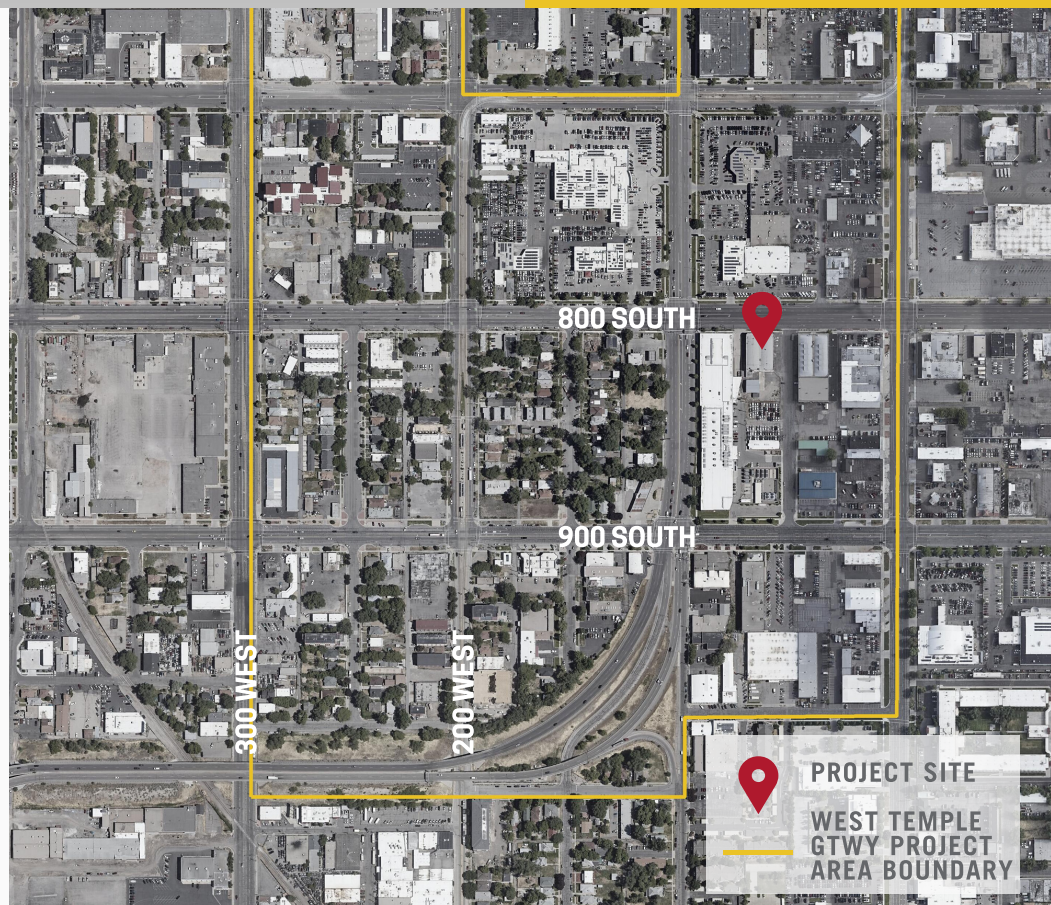 800 SOUTH
900 SOUTH
300 WEST
200 WEST
PROJECT SITE
WEST TEMPLE
GTWY PROJECT
AREA BOUNDARY